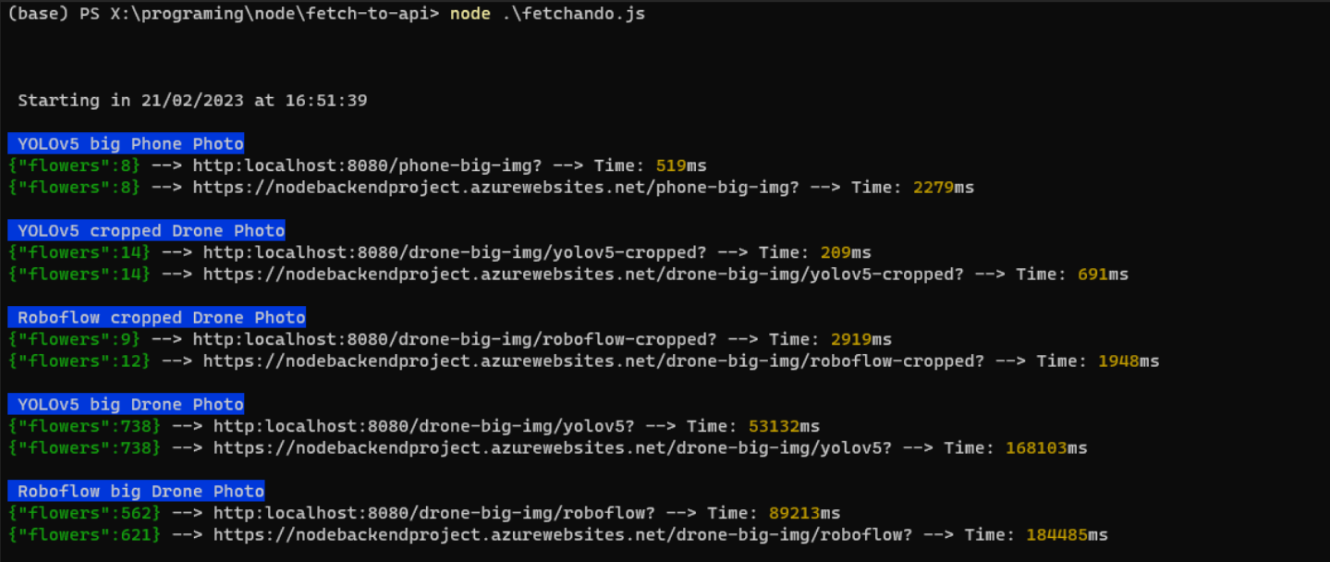 (base) PS X:\programing\node\fetch-to-api> node .\fetchando.js
Starting in 21/02/2023 at 16:51:39
YOLOv5 big Phone Photo
{"flowers":8} --> http:localhost:8080/phone-big-img? --> Time: 519ms
{"flowers":8} --> https://nodebackendproject.azurewebsites.net/phone-big-img? --> Time: 2279ms
YOLOv5 cropped Drone Photo
{"flowers":14} --> http:localhost:8080/drone-big-img/yolov5-cropped? --> Time: 209ms
{"flowers":14} --> https://nodebackendproject.azurewebsites.net/drone-big-img/yolov5-cropped? --> Time: 691ms
Roboflow cropped Drone Photo
{"flowers":9} --> http:localhost:8080/drone-big-img/roboflow-cropped? --> Time: 2919ms
{"flowers":12} --> https://nodebackendproject.azurewebsites.net/drone-big-img/roboflow-cropped? --> Time: 1948ms
YOLOv5 big Drone Photo
{"flowers":738} --> http:localhost:8080/drone-big-img/yolov5? --> Time: 53132ms
{"flowers":738} --> https://nodebackendproject.azurewebsites.net/drone-big-img/yolov5? --> Time: 168103ms
Roboflow big Drone Photo
{"flowers":562} --> http:localhost:8080/drone-big-img/roboflow? --> Time: 89213ms
{"flowers":621} --> https://nodebackendproject.azurewebsites.net/drone-big-img/roboflow? --> Time: 184485ms